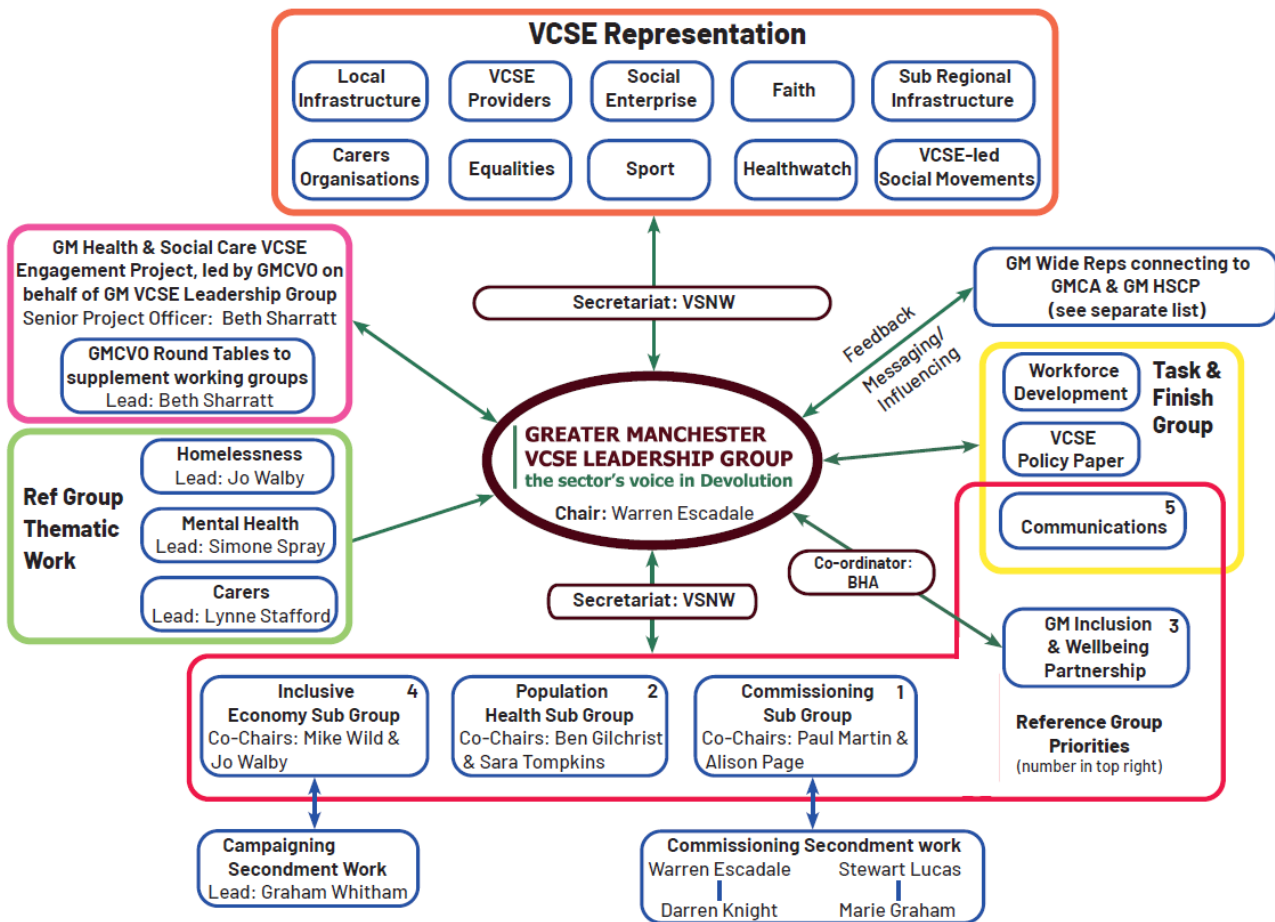 VCSE Representation
Local
Infrastructure
VCSE
Providers
Social
Enterprise
Faith
Sub Regional
Infrastructure
Carers
Organisations
Equalities
Sport
Healthwatch
VCSE-led
Social Movements
GM Health & Social Care VCSE
Engagement Project, led by GMCVO on
behalf of GM VCSE Leadership Group
Senior Project Officer: Beth Sharratt
GMCVO Round Tables to
supplement working groups
Lead: Beth Sharratt
Secretariat: VSNW
Feedback
Messaging/
Influencing
GM Wide Reps connecting to
GMCA & GM HSCP
(see separate list)
Workforce
Development
Task &
Finish
Group
VCSE
Policy Paper
Communications
5
Ref Group
Thematic
Work
Homelessness
Lead: Jo Walby
Mental Health
Lead: Simone Spray
Carers
Lead: Lynne Stafford
GREATER MANCHESTER
VCSE LEADERSHIP GROUP
the sector's voice in Devolution
Chair: Warren Escadale
Co-ordinator:
BHA
Secretariat: VSNW
GM Inclusion
& Wellbeing
Partnership
3
Inclusive
Economy Sub Group
4
Co-Chairs: Mike Wild &
Jo Walby
Population
Health Sub Group
2
Co-Chairs: Ben Gilchrist
& Sara Tompkins
Commissioning
Sub Group
1
Co-Chairs: Paul Martin &
Alison Page
Reference Group
Priorities
(number in top right)
Campaigning
Secondment Work
Lead: Graham Whitham
Commissioning Secondment work
Warren Escadale
Darren Knight
Stewart Lucas
Marie Graham